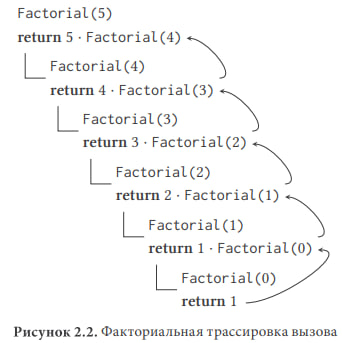 Factorial(5)
return 5 · Factorial(4)
Factorial(4)
return 4 · Factorial(3)
Factorial(3)
return 3 · Factorial(2)
Factorial(2)
return 2 · Factorial(1)
Factorial(1)
return 1 · Factorial(0)
Factorial(0)
return 1
Рисунок 2.2. Факториальная трассировка вызова